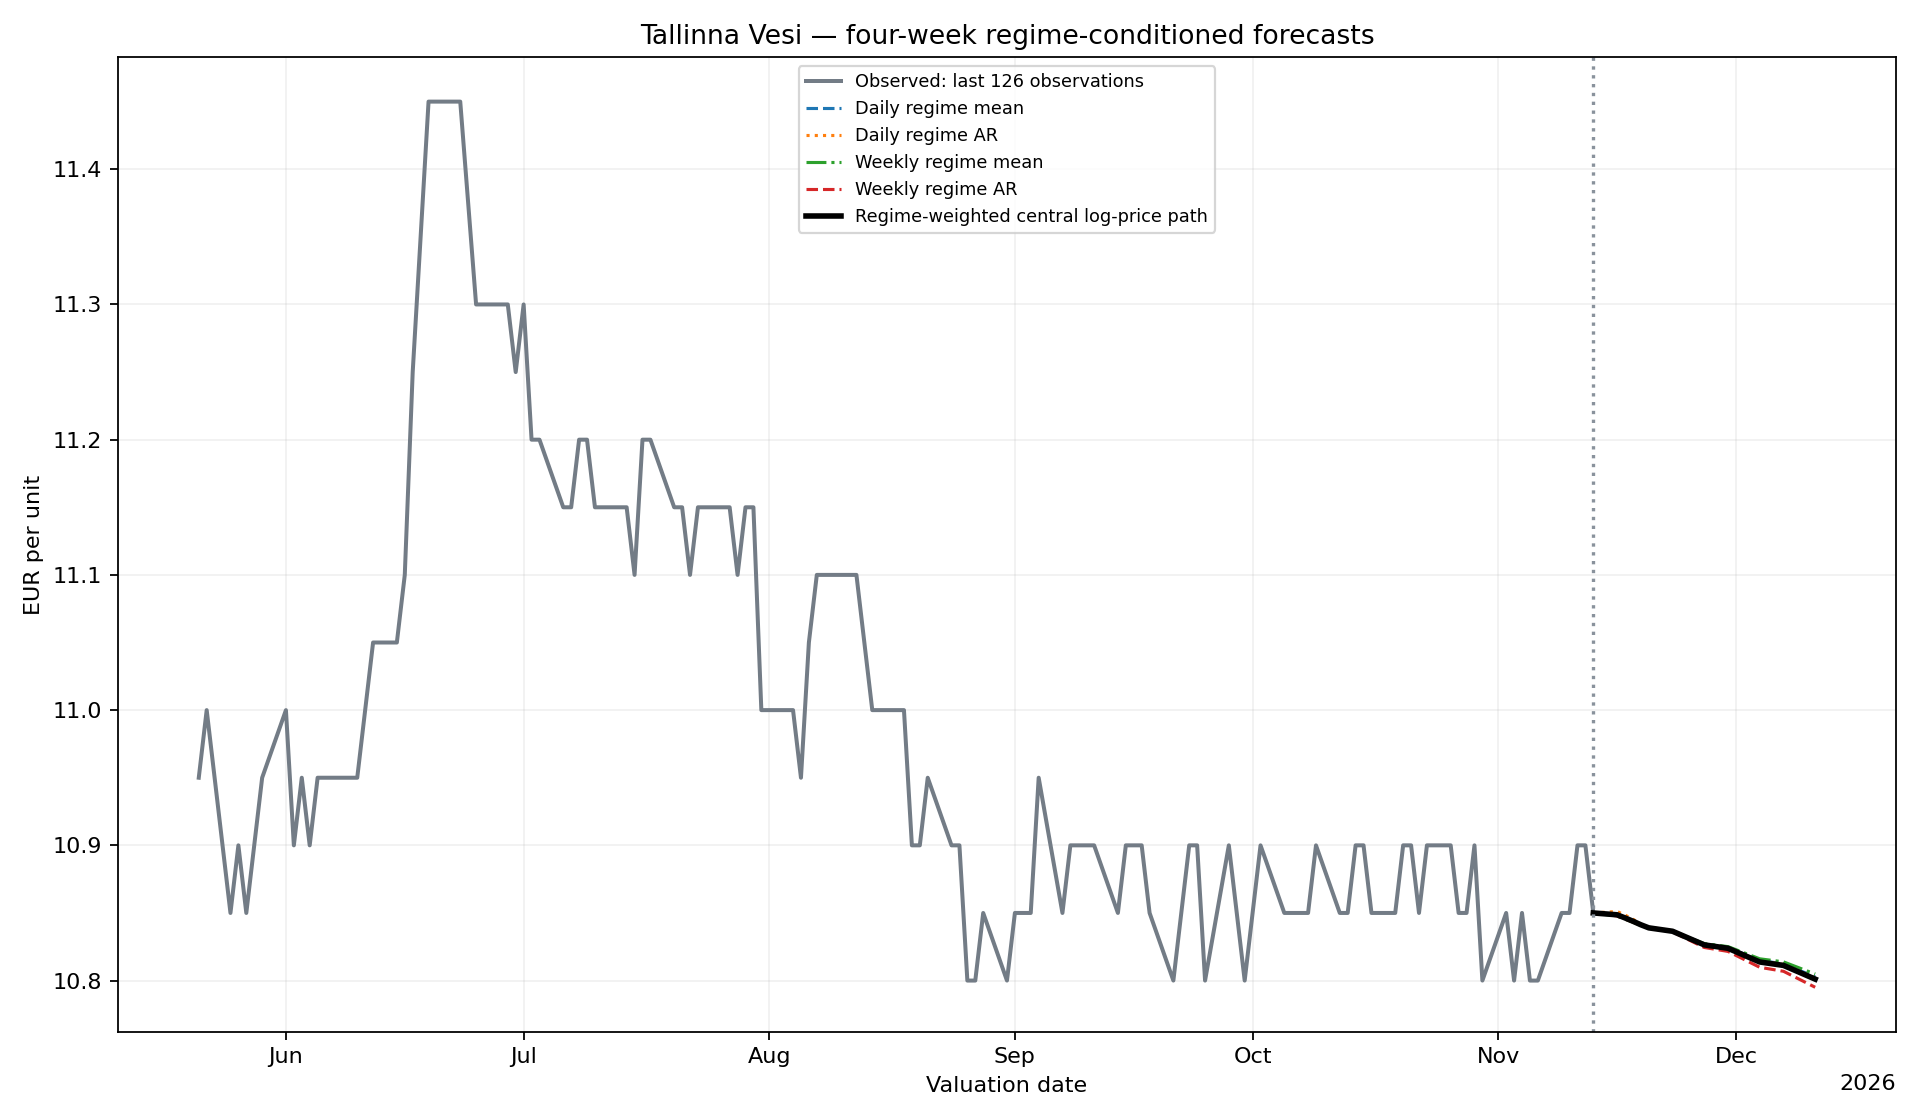 Tallinna Vesi — four-week regime-conditioned forecasts
Observed: last 126 observations
Daily regime mean
Daily regime AR
Weekly regime mean
Weekly regime AR
Regime-weighted central log-price path
EUR per unit
11.4
11.3
11.2
11.1
11.0
10.9
10.8
Jun
Jul
Aug
Sep
Oct
Nov
Dec
Valuation date
2026